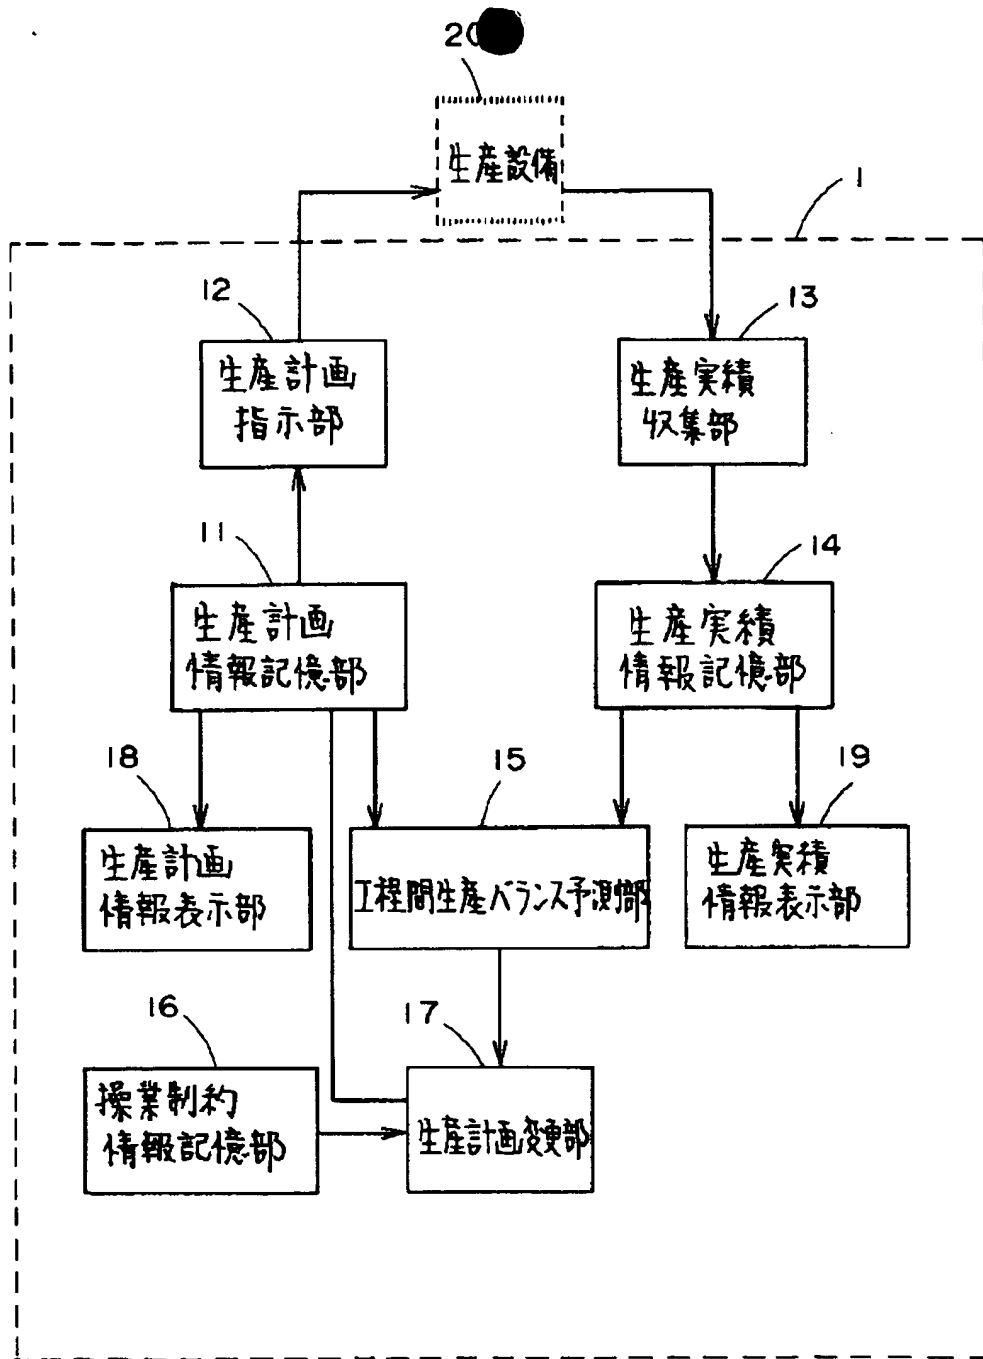 20
生産設備
1
12
生産計画
指示部
13
生産実績
収集部
11
生産計画
情報記憶部
14
生産実績
情報記憶部
18
生産計画
情報表示部
15
工程間生産バランス予測部
19
生産実績
情報表示部
16
操業制約
情報記憶部
17
生産計画変更部